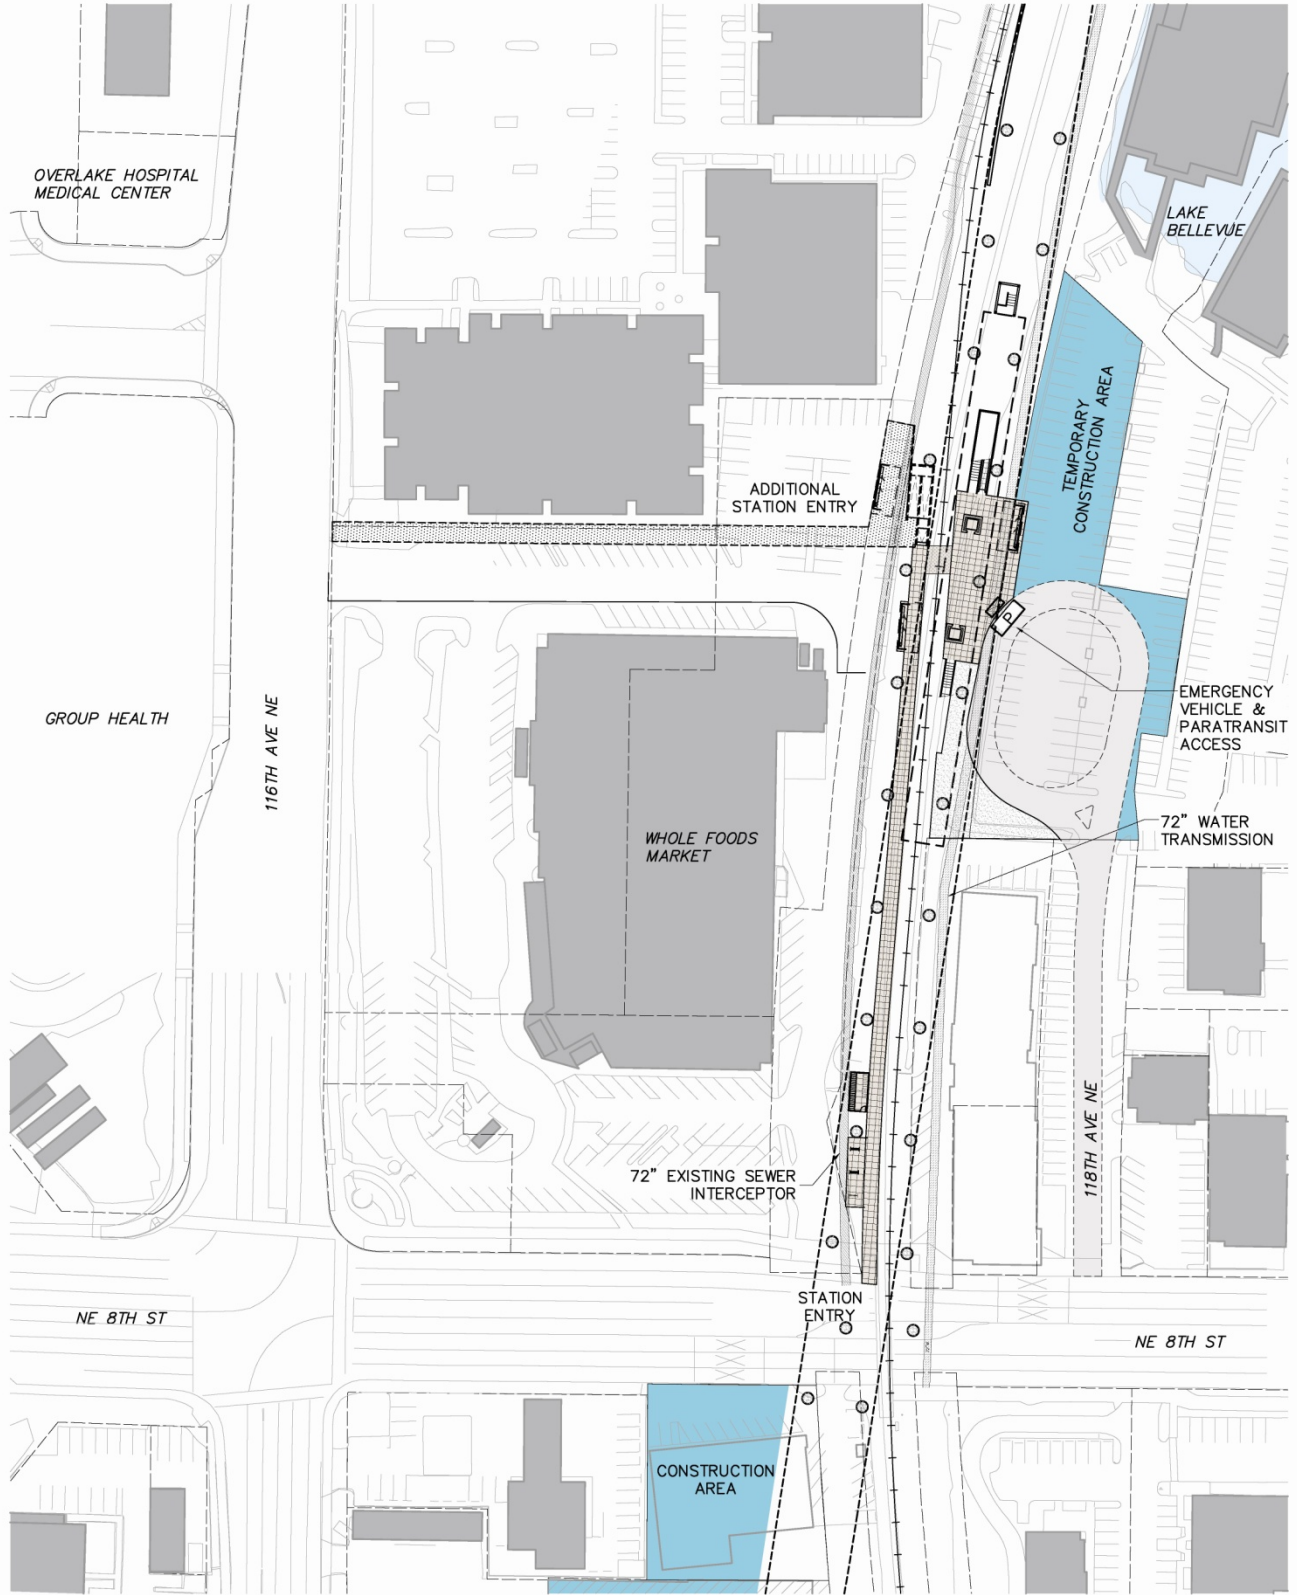 OVERLAKE HOSPITAL
MEDICAL CENTER
LAKE
BELLEVUE
TEMPORARY
CONSTRUCTION AREA
ADDITIONAL
STATION ENTRY
P
EMERGENCY
VEHICLE &
PARATRANSIT
ACCESS
GROUP HEALTH
116TH AVE NE
WHOLE FOODS
MARKET
72" WATER
TRANSMISSION
118TH AVE NE
72" EXISTING SEWER
INTERCEPTOR
STATION
ENTRY
NE 8TH ST
NE 8TH ST
CONSTRUCTION
AREA